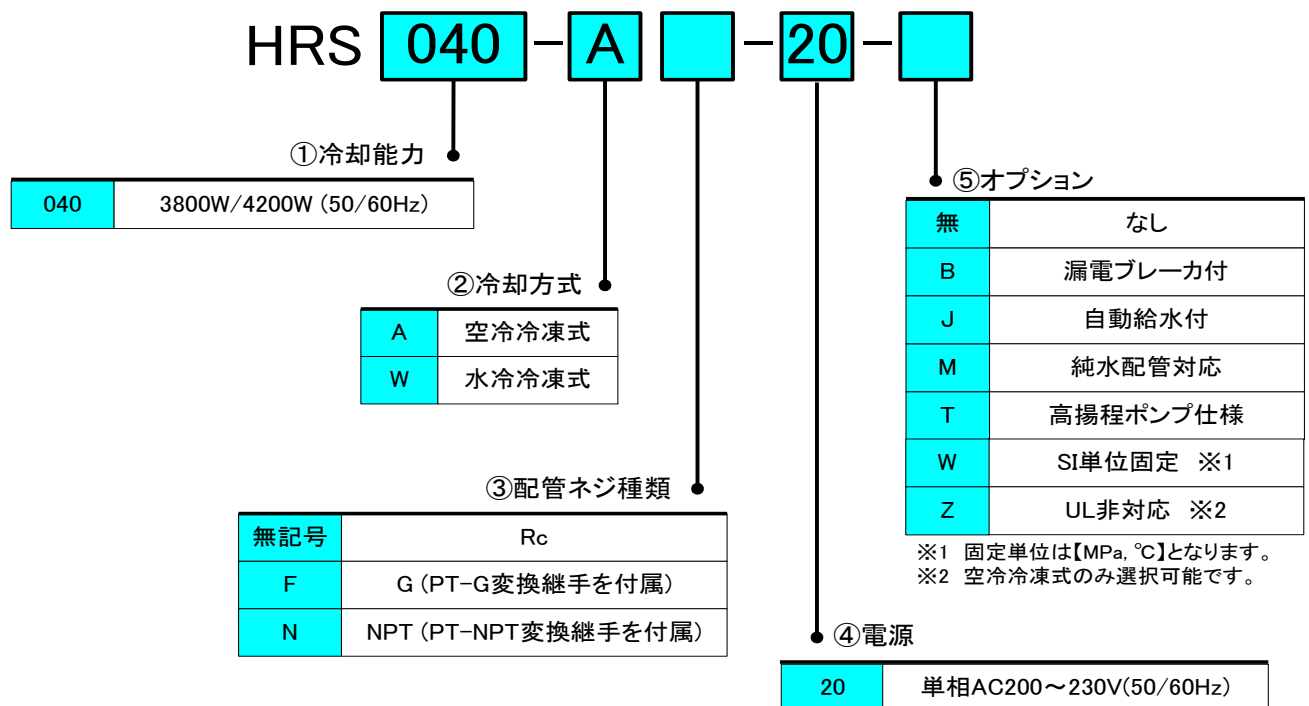 HRS 040-A -20-
①冷却能力
040 3800W/4200W (50/60Hz)
②冷却方式
A 空冷冷凍式
W 水冷冷凍式
③配管ネジ種類
無記号 Rc
F G (PT-G変換継手を付属)
N NPT (PT-NPT変換継手を付属)
④電源
20 単相AC200～230V(50/60Hz)
⑤オプション
無 なし
B 漏電ブレーカ付
J 自動給水付
M 純水配管対応
T 高揚程ポンプ仕様
W SI単位固定 ※1
Z UL非対応 ※2
※1 固定単位は【MPa, ℃】となります。
※2 空冷冷凍式のみ選択可能です。